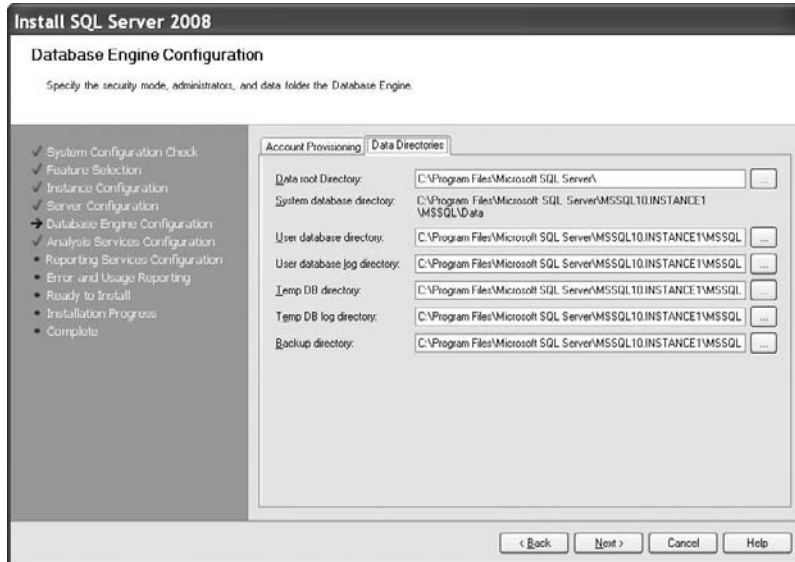 Install SQL Server 2008
Database Engine Configuration
Specify the security mode, administrators, and data folder the Database Engine.
System Configuration Check
Feature Selection
Instance Configuration
Server Configuration
Database Engine Configuration
Analysis Services Configuration
Reporting Services Configuration
Error and Usage Reporting
Ready to Install
Installation Progress
Complete
Account Provisioning
Data Directories
Data root Directory: C:\Program Files\Microsoft SQL Server\ ...
System database directory: C:\Program Files\Microsoft SQL Server\MSSQL10.INSTANCE1
\MSSQL\Data
User database directory: C:\Program Files\Microsoft SQL Server\MSSQL10.INSTANCE1\MSSQL ...
User database log directory: C:\Program Files\Microsoft SQL Server\MSSQL10.INSTANCE1\MSSQL ...
Temp DB directory: C:\Program Files\Microsoft SQL Server\MSSQL10.INSTANCE1\MSSQL ...
Temp DB log directory: C:\Program Files\Microsoft SQL Server\MSSQL10.INSTANCE1\MSSQL ...
Backup directory: C:\Program Files\Microsoft SQL Server\MSSQL10.INSTANCE1\MSSQL ...
< Back
Next >
Cancel
Help